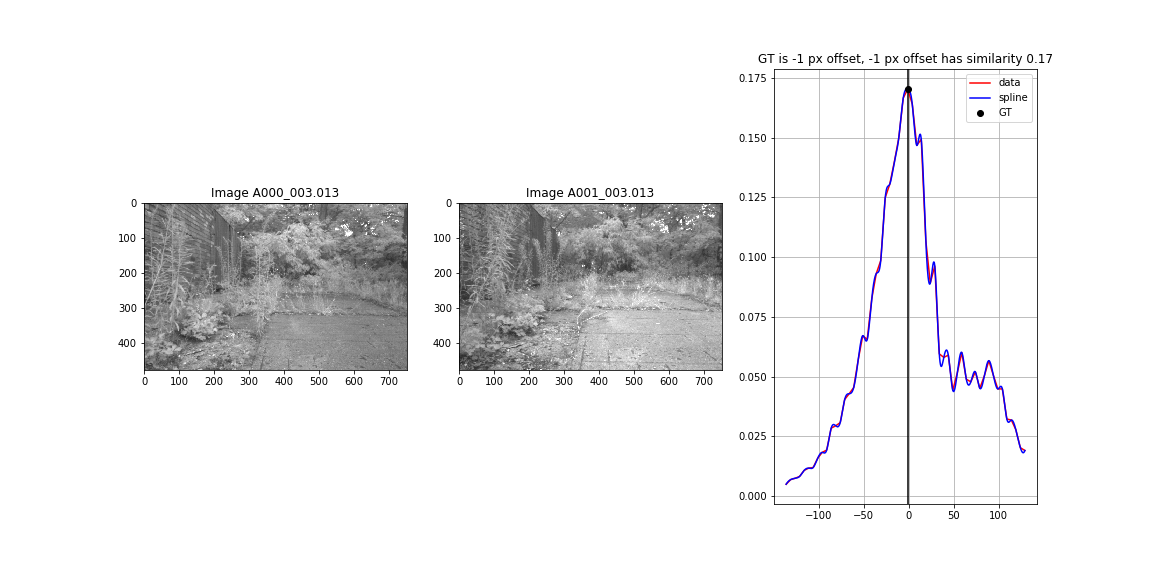 GT is -1 px offset, -1 px offset has similarity 0.17
Image A000_003.013
Image A001_003.013
data
spline
GT
0
100
200
300
400
0 100 200 300 400 500 600 700
0
100
200
300
400
0 100 200 300 400 500 600 700
0.175
0.150
0.125
0.100
0.075
0.050
0.025
0.000
−100 −50 0 50 100